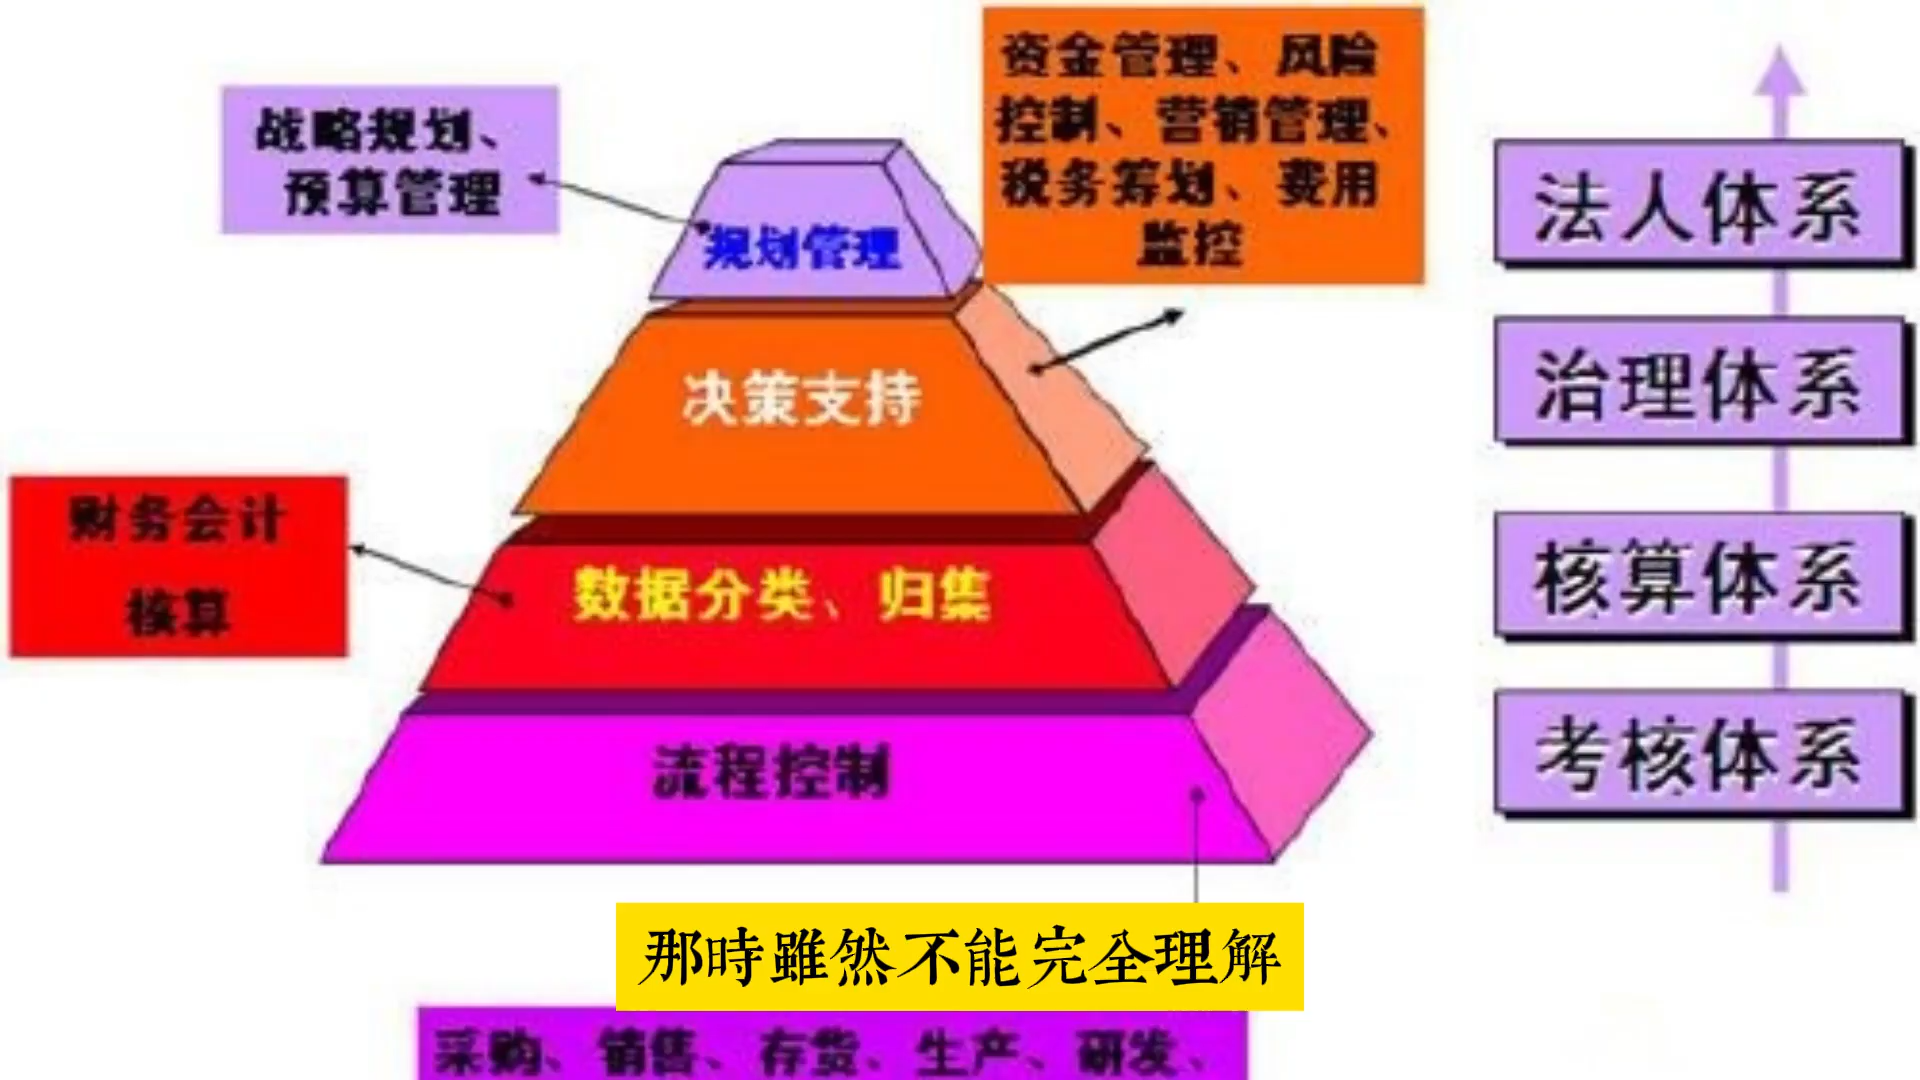 战略规划、
预算管理
资金管理、风险
控制、营销管理、
税务筹划、费用
监控
规划管理
决策支持
财务会计
核算
数据分类、归集
流程控制
法人体系
治理体系
核算体系
考核体系
那時雖然不能完全理解
采购、销售、存货、生产、研发、